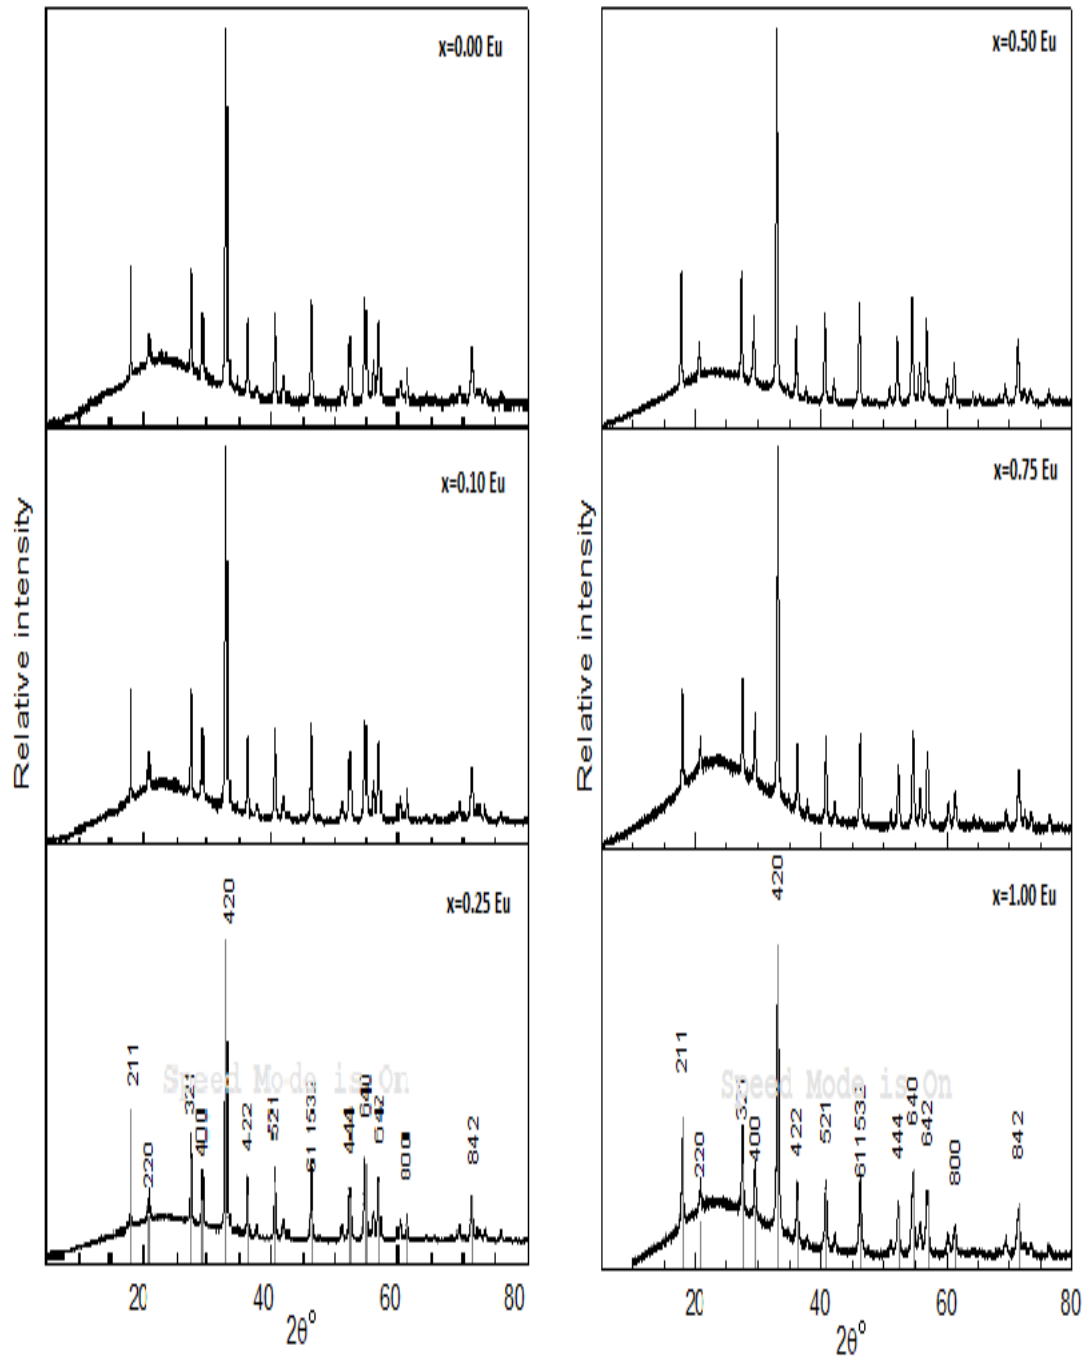 x=0.00 Eu
x=0.50 Eu
x=0.10 Eu
x=0.75 Eu
Relative intensity
Relative intensity
x=0.25 Eu
420
211
220
321
400
422
521
611 532
444
640
642
800
842
Speed Mode is On
x=1.00 Eu
420
211
220
321
400
422
521
611 532
444
640
642
800
842
Speed Mode is On
20 40 60 80
2θ°
20 40 60 80
2θ°